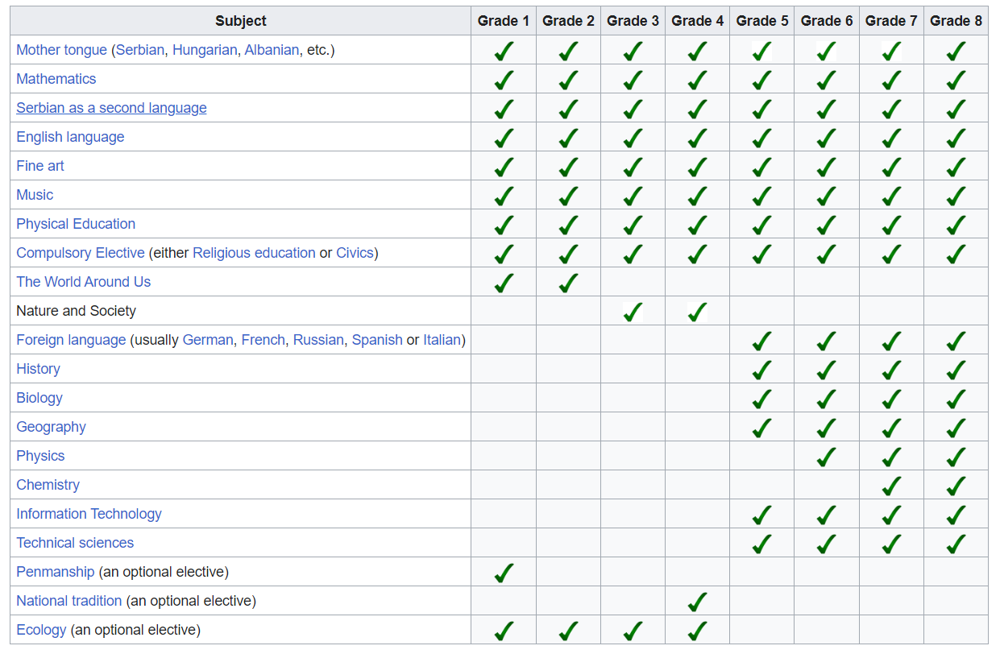 Subject Grade 1 Grade 2 Grade 3 Grade 4 Grade 5 Grade 6 Grade 7 Grade 8
Mother tongue (Serbian, Hungarian, Albanian, etc.) ✓ ✓ ✓ ✓ ✓ ✓ ✓ ✓
Mathematics ✓ ✓ ✓ ✓ ✓ ✓ ✓ ✓
Serbian as a second language ✓ ✓ ✓ ✓ ✓ ✓ ✓ ✓
English language ✓ ✓ ✓ ✓ ✓ ✓ ✓ ✓
Fine art ✓ ✓ ✓ ✓ ✓ ✓ ✓ ✓
Music ✓ ✓ ✓ ✓ ✓ ✓ ✓ ✓
Physical Education ✓ ✓ ✓ ✓ ✓ ✓ ✓ ✓
Compulsory Elective (either Religious education or Civics) ✓ ✓ ✓ ✓ ✓ ✓ ✓ ✓
The World Around Us ✓ ✓
Nature and Society ✓ ✓
Foreign language (usually German, French, Russian, Spanish or Italian) ✓ ✓ ✓ ✓
History ✓ ✓ ✓ ✓
Biology ✓ ✓ ✓ ✓
Geography ✓ ✓ ✓ ✓
Physics ✓ ✓ ✓
Chemistry ✓ ✓
Information Technology ✓ ✓ ✓ ✓
Technical sciences ✓ ✓ ✓ ✓
Penmanship (an optional elective) ✓
National tradition (an optional elective) ✓
Ecology (an optional elective) ✓ ✓ ✓ ✓